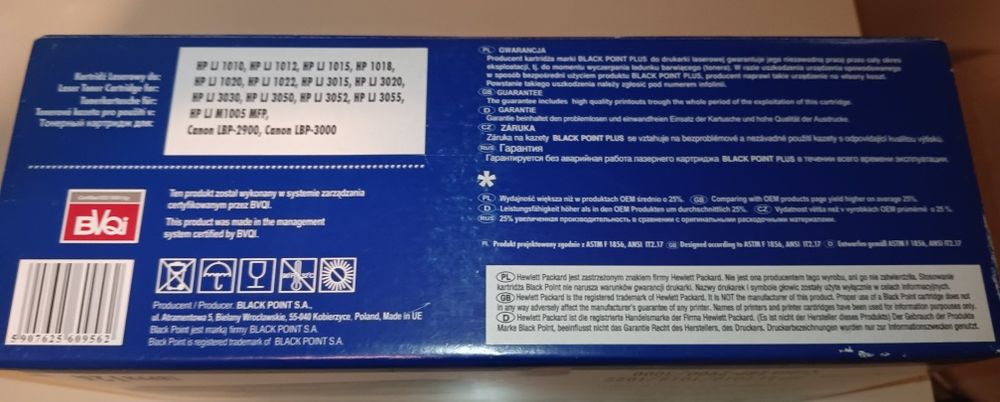 Kartridż Laserowy do:
Laser Toner Cartridge for:
Tonerkartusche für:
Tonerová kazeta pro použití v:
Тонерный картридж для:
HP LJ 1010, HP LJ 1012, HP LJ 1015, HP 1018,
HP LJ 1020, HP LJ 1022, HP LJ 3015, HP LJ 3020,
HP LJ 3030, HP LJ 3050, HP LJ 3052, HP LJ 3055,
HP LJ M1005 MFP,
Canon LBP-2900, Canon LBP-3000
BVQi
Ten produkt został wykonany w systemie zarządzania
certyfikowanym przez BVQI.
This product was made in the management
system certified by BVQI.
5907625609562
Producent / Producer. BLACK POINT S.A.,
ul. Atramentowa 5, Bielany Wrocławskie, 55-040 Kobierzyce, Poland, Made in UE
Black Point jest marką firmy BLACK POINT S.A.
Black Point is registered trademark of BLACK POINT S.A.
PL GWARANCJA
Producent kartridża marki BLACK POINT PLUS do drukarki laserowej gwarantuje jego niezawodną pracę przez cały okres
eksploatacji, tj. do momentu wyczerpania ładunku barwiącego (tonera). W razie uszkodzenia urządzenia spowodowanego
w sposób bezpośredni użyciem produktu BLACK POINT PLUS, producent naprawi takie urządzenie na własny koszt.
Powstanie takiego uszkodzenia należy zgłosić pod numerem infolinii.
GB GUARANTEE
The guarantee includes high quality printouts trough the whole period of the exploitation of this cartridge.
D GARANTIE
Garantie beinhaltet den problemlosen und einwandfreien Einsatz der Kartusche und hohe Qualität der Ausdrucke.
CZ ZÁRUKA
Záruka na kazety BLACK POINT PLUS se vztahuje na bezproblémové a nezávadné použití kazety s odpovídající kvalitou výtisků.
RUS Гарантия
Гарантируется без аварийная работа лазернего картриджа BLACK POINT PLUS в течении всего времени эксплуатации.
*
PL Wydajność większa niż w produktach OEM średnio o 25%. GB Comparing with OEM products page yield higher on average 25%.
D Leistungsfähigkeit höher als in den OEM Produkten um durchschnittlich 25%. CZ Vydatnost větší než v výrobkach OEM průměrně o 25 %.
RUS 25% увеличенная производительность в сравнении с оригинальными расходными материалами.
PL Produkt projektowany zgodnie z ASTM F 1856, ANSI IT2.17 GB Designed according to ASTM F 1856, ANSI IT2.17 D Entworfen gemäß ASTM F 1856, ANSI IT2.17
PL Hewlett Packard jest zastrzeżonym znakiem firmy Hewlett Packard. Nie jest ona producentem tego wyrobu, ani go nie zatwierdziła. Stosowanie
kartridża Black Point nie narusza warunków gwarancji drukarki. Nazwy drukarek i symbole głowic zostały użyte wyłącznie w celach informacyjnych.
GB Hewlett Packard is the registered trademark of Hewlett Packard. It is NOT the manufacturer of this product. Proper use of a Black Point cartridge does not
in any way adversely affect the manufacturer's guarantee of any printer. Names of printers and printer cartridges have been used for information purposes only.
D Hewlett Packard ist die registrierte Handelsmarke der Firma Hewlett Packard. (Es ist nicht der Hersteller dieses Produkts) Der Gebrauch der Produkte
Marke Black Point, beeinflusst nicht das Garantie Recht des Herstellers, des Druckers. Druckerbezeichnungen wurden nur zur Informationszwecken genutzt.